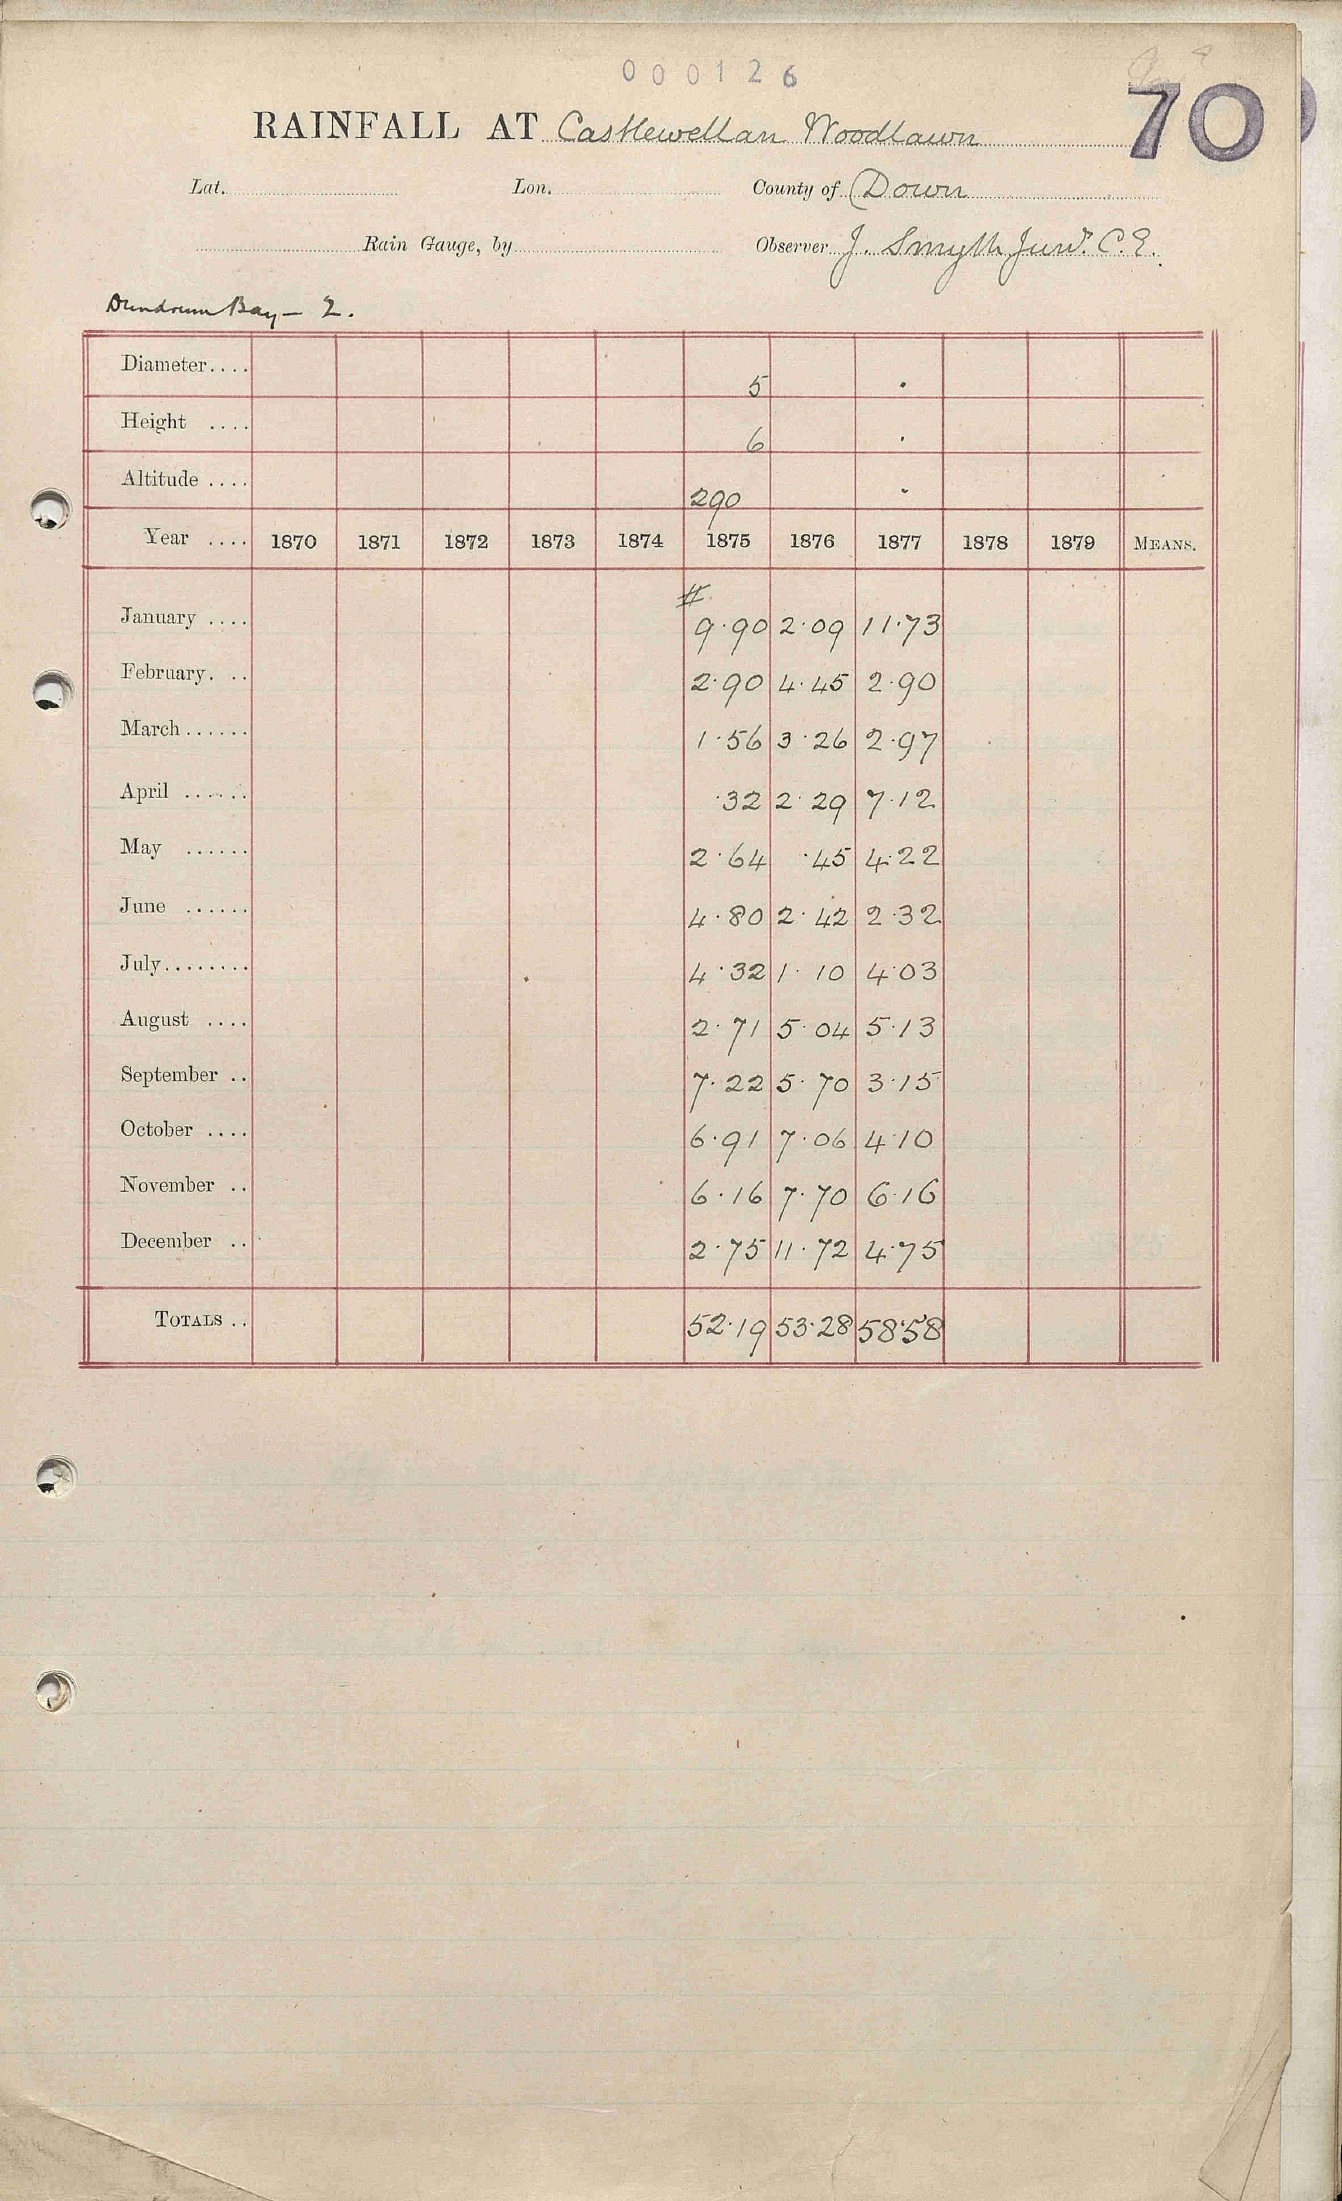 000126
70
RAINFALL AT Castlewellan Woodlawn
Lat. Lon. County of Down
Rain Gauge, by Observer J. Smyth Junr. C.E.
Dundrum Bay — 2.
Diameter.... 5 .
Height .... 6 .
Altitude .... 290 .
Year .... 1870 1871 1872 1873 1874 1875 1876 1877 1878 1879 MEANS.
#
January .... 9.90 2.09 11.73
February. .. 2.90 4.45 2.90
March...... 1.56 3.26 2.97
April ...... .32 2.29 7.12
May ...... 2.64 .45 4.22
June ...... 4.80 2.42 2.32
July........ 4.32 1.10 4.03
August .... 2.71 5.04 5.13
September .. 7.22 5.70 3.15
October .... 6.91 7.06 4.10
November .. 6.16 7.70 6.16
December .. 2.75 11.72 4.75
TOTALS .. 52.19 53.28 58.58